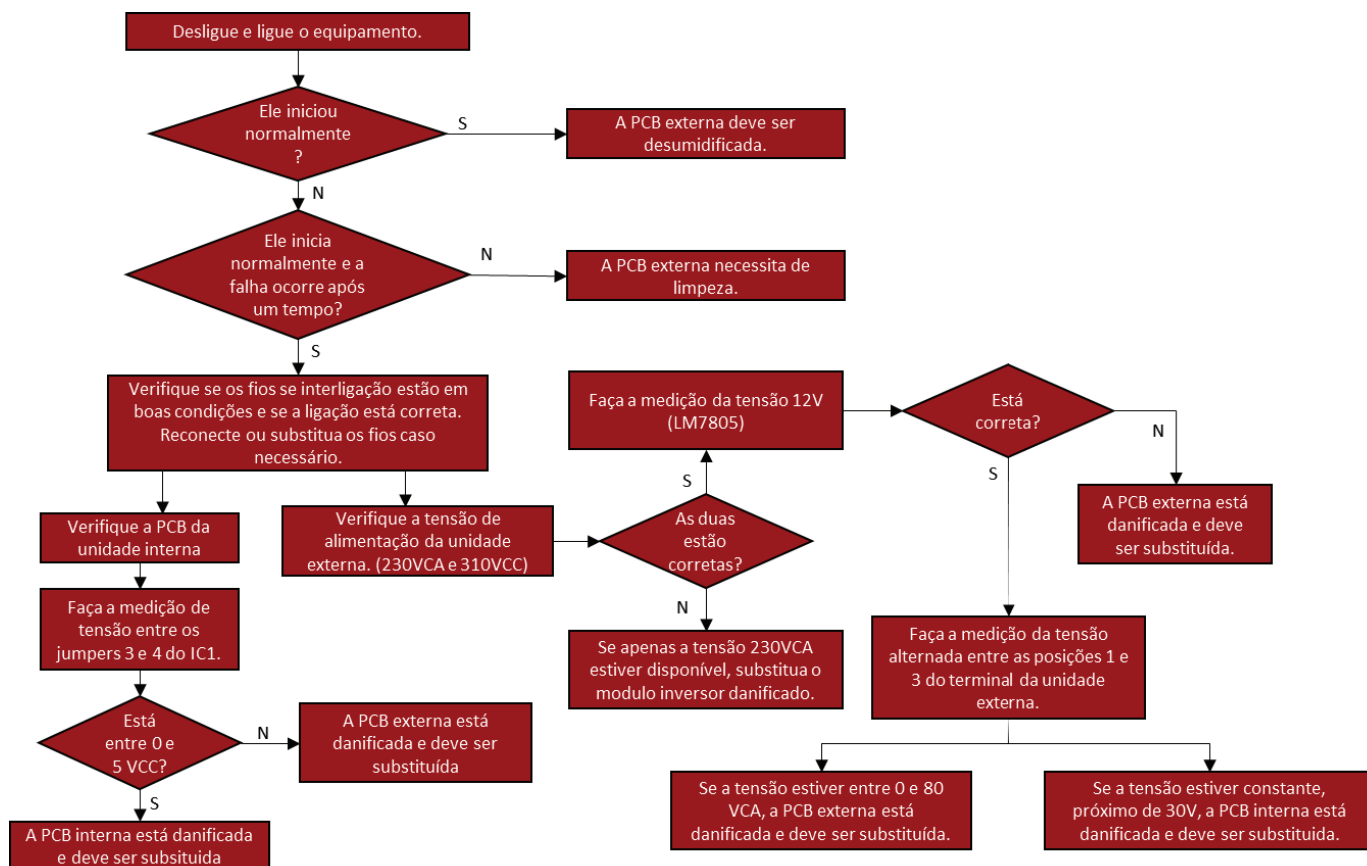 Desligue e ligue o equipamento.
Ele iniciou
normalmente
?
S
A PCB externa deve ser
desumidificada.
N
Ele inicia
normalmente e a
falha ocorre após
um tempo?
N
A PCB externa necessita de
limpeza.
S
Verifique se os fios se interligação estão em
boas condições e se a ligação está correta.
Reconecte ou substitua os fios caso
necessário.
Faça a medição da tensão 12V
(LM7805)
Está
correta?
N
A PCB externa está
danificada e deve
ser substituída.
S
S
Verifique a PCB da
unidade interna
Verifique a tensão de
alimentação da unidade
externa. (230VCA e 310VCC)
As duas
estão
corretas?
N
Se apenas a tensão 230VCA
estiver disponível, substitua o
modulo inversor danificado.
Faça a medição de
tensão entre os
jumpers 3 e 4 do IC1.
Está
entre 0 e
5 VCC?
N
A PCB externa está
danificada e deve ser
substituída
S
A PCB interna está danificada
e deve ser subsituida
Faça a medição da tensão
alternada entre as posições 1 e
3 do terminal da unidade
externa.
Se a tensão estiver entre 0 e 80
VCA, a PCB externa está
danificada e deve ser substituída.
Se a tensão estiver constante,
próximo de 30V, a PCB interna está
danificada e deve ser substituida.